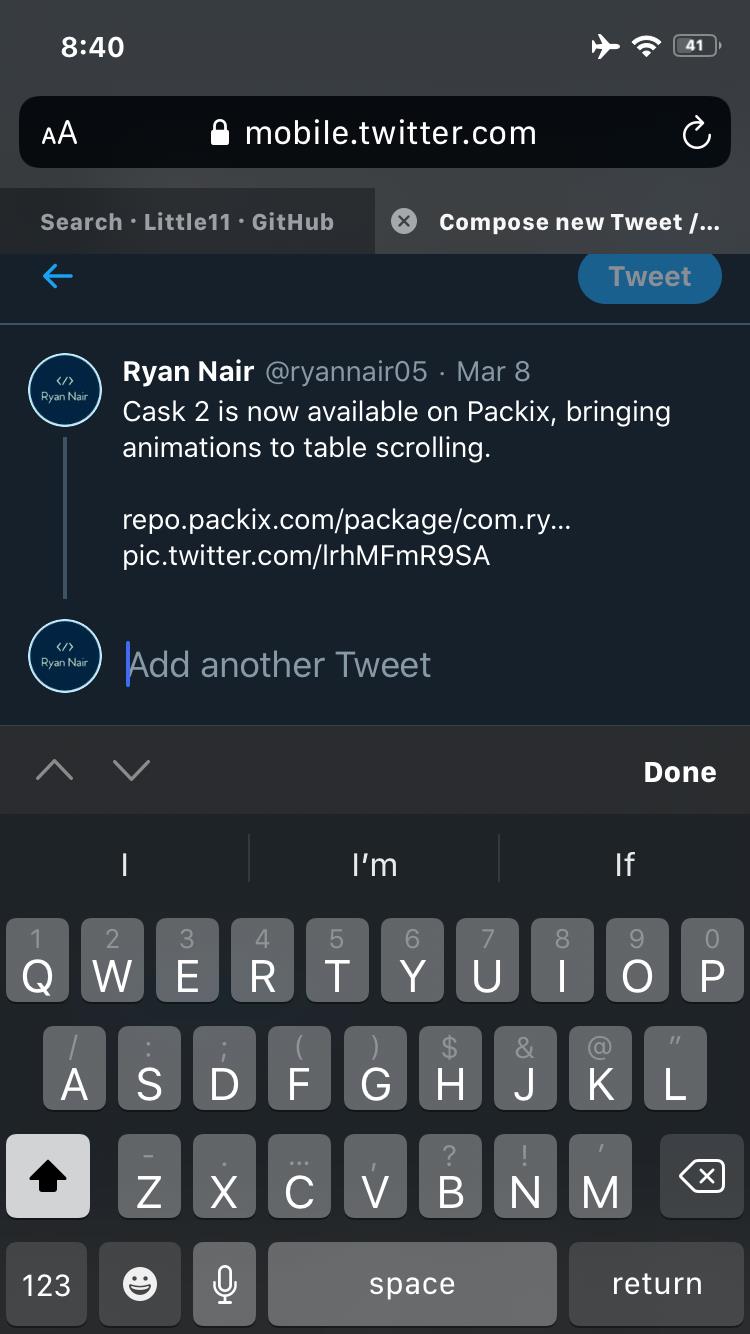 8:40
41
AA mobile.twitter.com
Search · Little11 · GitHub
Compose new Tweet /...
Tweet
</>
Ryan Nair
Ryan Nair @ryannair05 · Mar 8
Cask 2 is now available on Packix, bringing
animations to table scrolling.
repo.packix.com/package/com.ry...
pic.twitter.com/lrhMFmR9SA
</>
Ryan Nair
Add another Tweet
Done
I I'm If
1 2 3 4 5 6 7 8 9 0
Q W E R T Y U I O P
/ : ; ( ) $ & @ "
A S D F G H J K L
- . ... , ? ! '
Z X C V B N M
123 space return